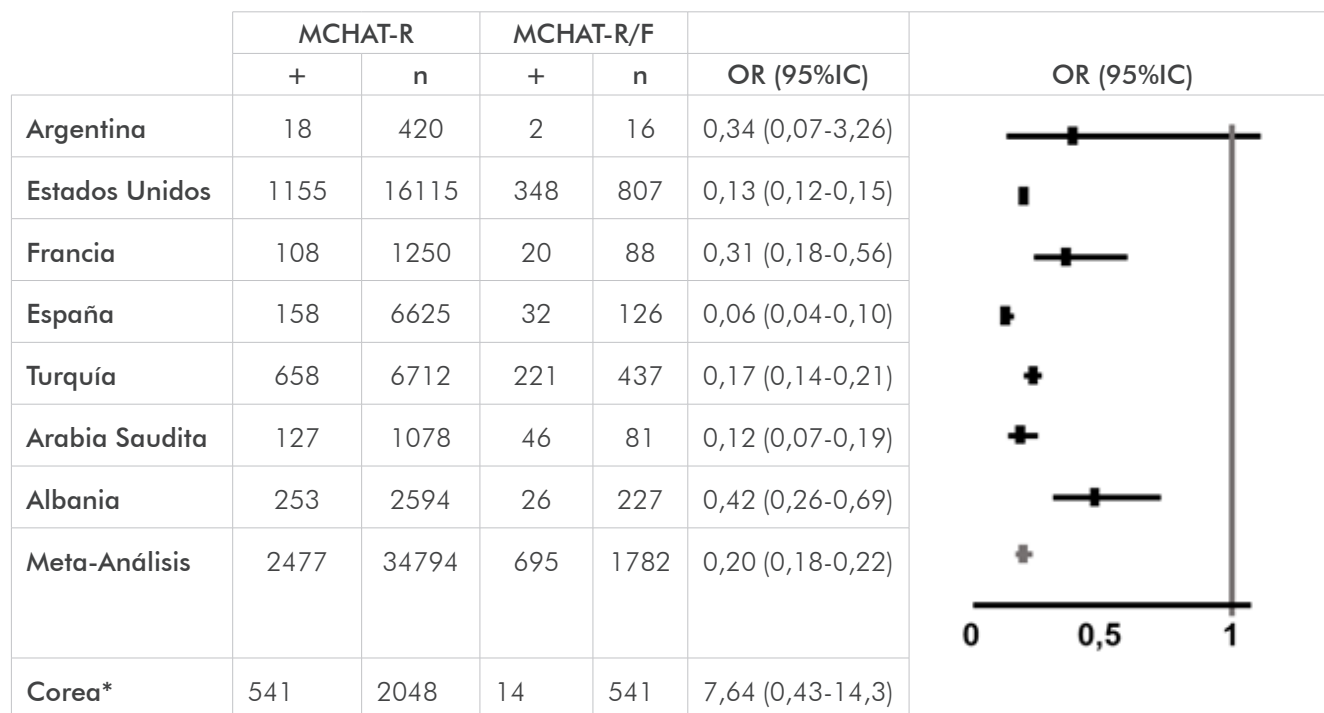 MCHAT-R MCHAT-R/F
+ n + n OR (95%IC) OR (95%IC)
Argentina 18 420 2 16 0,34 (0,07-3,26)
Estados Unidos 1155 16115 348 807 0,13 (0,12-0,15)
Francia 108 1250 20 88 0,31 (0,18-0,56)
España 158 6625 32 126 0,06 (0,04-0,10)
Turquía 658 6712 221 437 0,17 (0,14-0,21)
Arabia Saudita 127 1078 46 81 0,12 (0,07-0,19)
Albania 253 2594 26 227 0,42 (0,26-0,69)
Meta-Análisis 2477 34794 695 1782 0,20 (0,18-0,22)
0 0,5 1
Corea* 541 2048 14 541 7,64 (0,43-14,3)